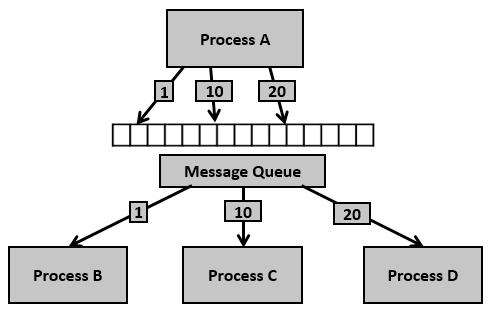 Process A
1
10
20
Message Queue
1
10
20
Process B
Process C
Process D